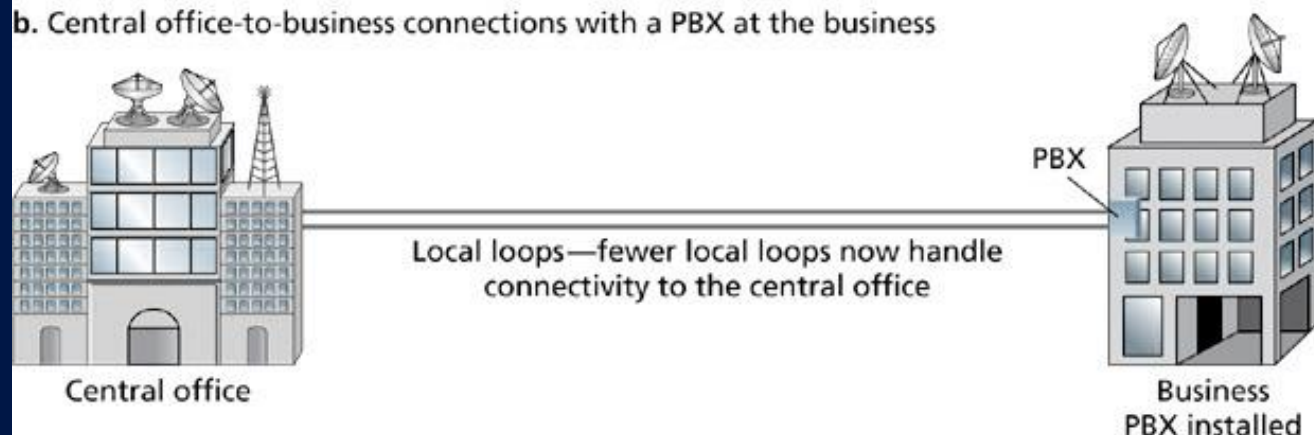 b. Central office-to-business connections with a PBX at the business
PBX
Local loops—fewer local loops now handle
connectivity to the central office
Central office
Business
PBX installed